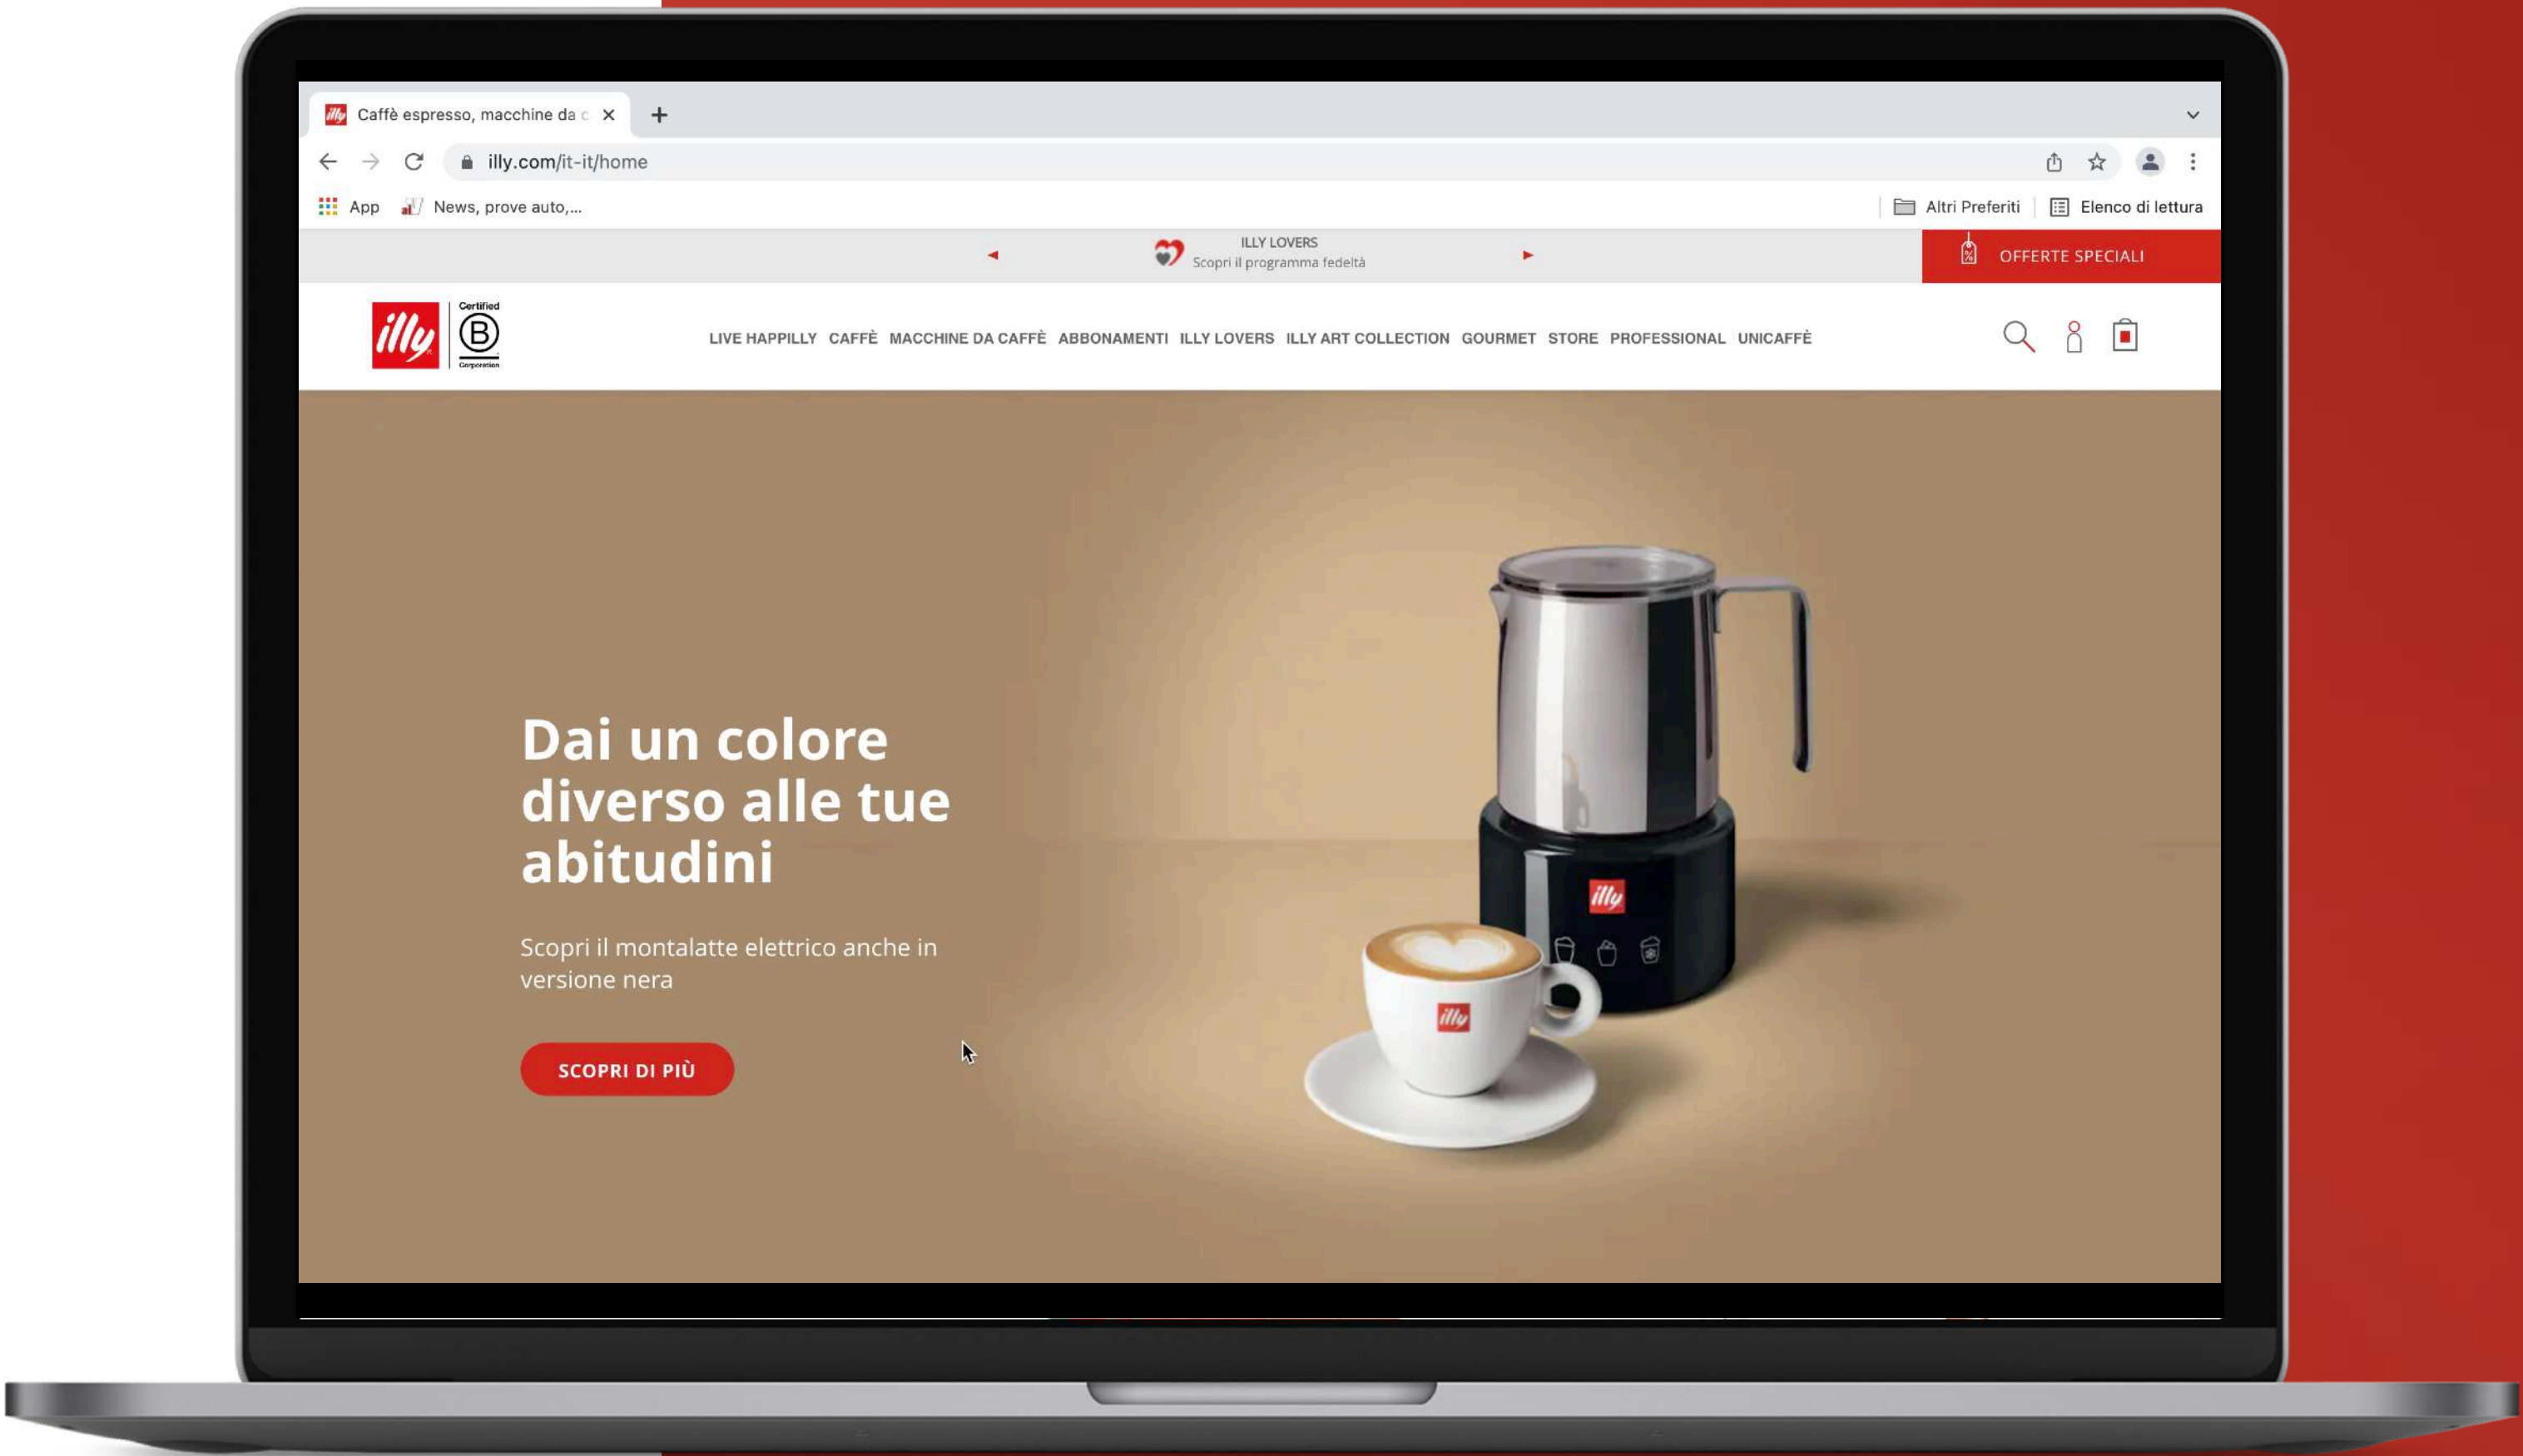 illy Caffè espresso, macchine da c
illy.com/it-it/home
App News, prove auto,... Altri Preferiti Elenco di lettura
ILLY LOVERS
Scopri il programma fedeltà
% OFFERTE SPECIALI
illy
Certified
B
Corporation
LIVE HAPPILLY CAFFÈ MACCHINE DA CAFFÈ ABBONAMENTI ILLY LOVERS ILLY ART COLLECTION GOURMET STORE PROFESSIONAL UNICAFFÈ
Dai un colore
diverso alle tue
abitudini
Scopri il montalatte elettrico anche in
versione nera
SCOPRI DI PIÙ
illy
illy